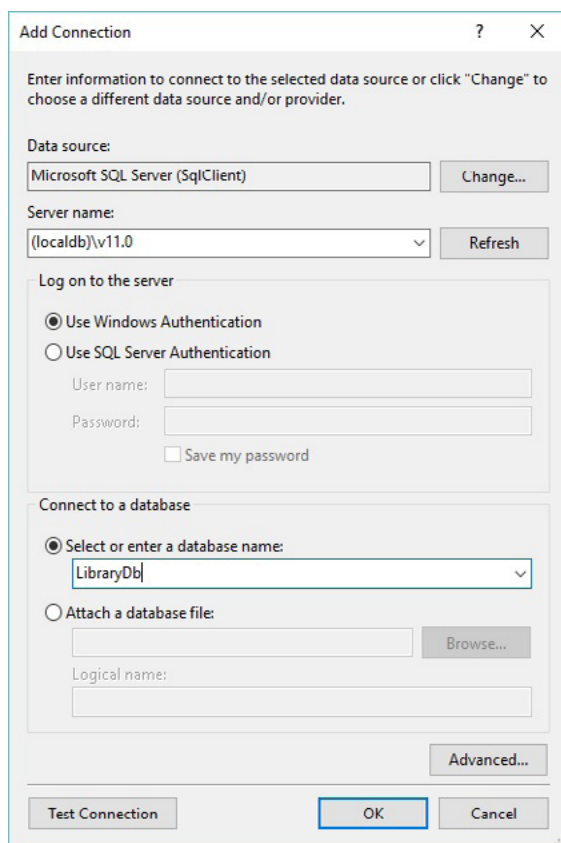 Add Connection
?
Enter information to connect to the selected data source or click "Change" to
choose a different data source and/or provider.
Data source:
Microsoft SQL Server (SqlClient)
Change...
Server name:
(localdb)\v11.0
Refresh
Log on to the server
Use Windows Authentication
Use SQL Server Authentication
User name:
Password:
Save my password
Connect to a database
Select or enter a database name:
LibraryDb
Attach a database file:
Browse...
Logical name:
Advanced...
Test Connection
OK
Cancel